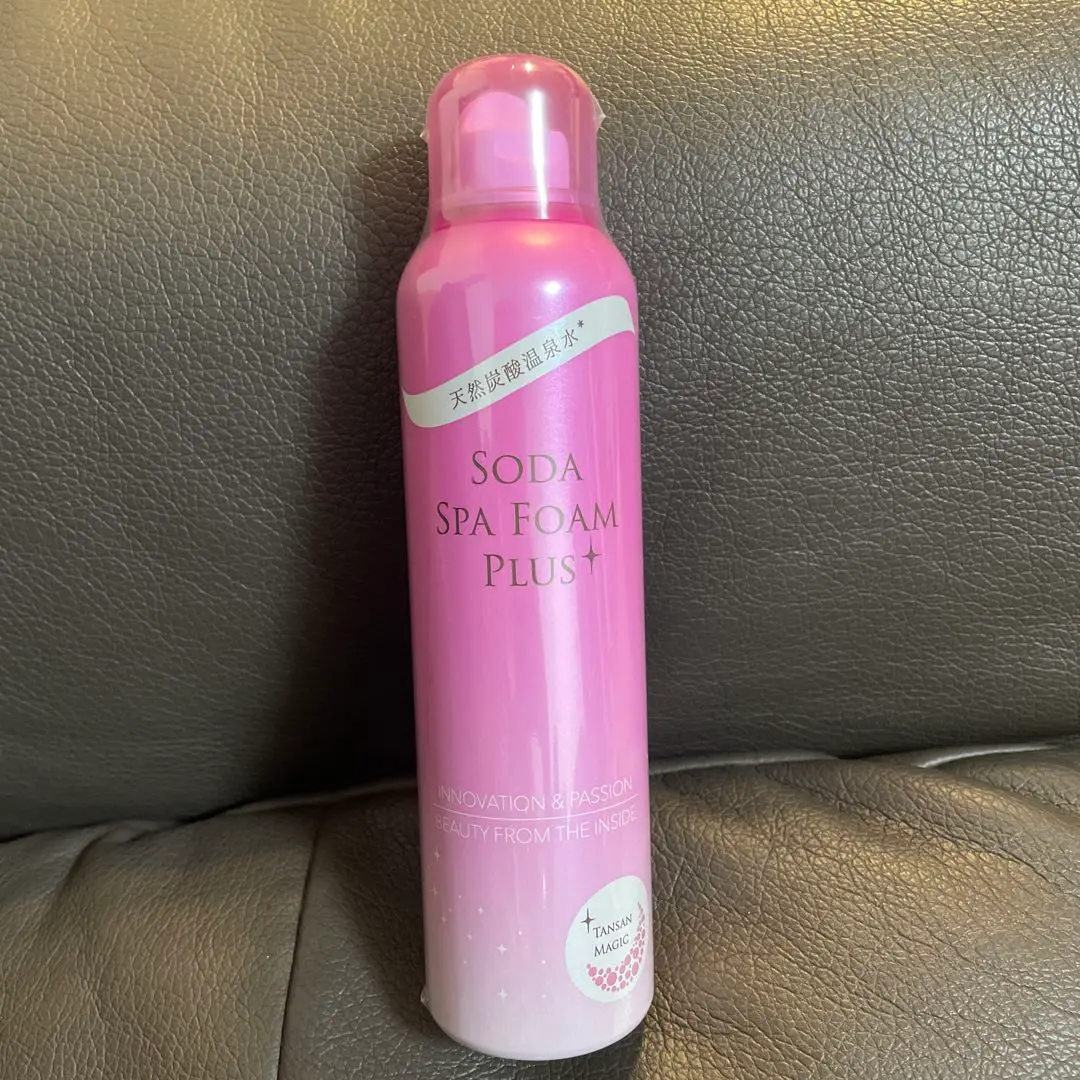 天然炭酸温泉水*
SODA
SPA FOAM
PLUS
INNOVATION & PASSION
BEAUTY FROM THE INSIDE
TANSAN
MAGIC